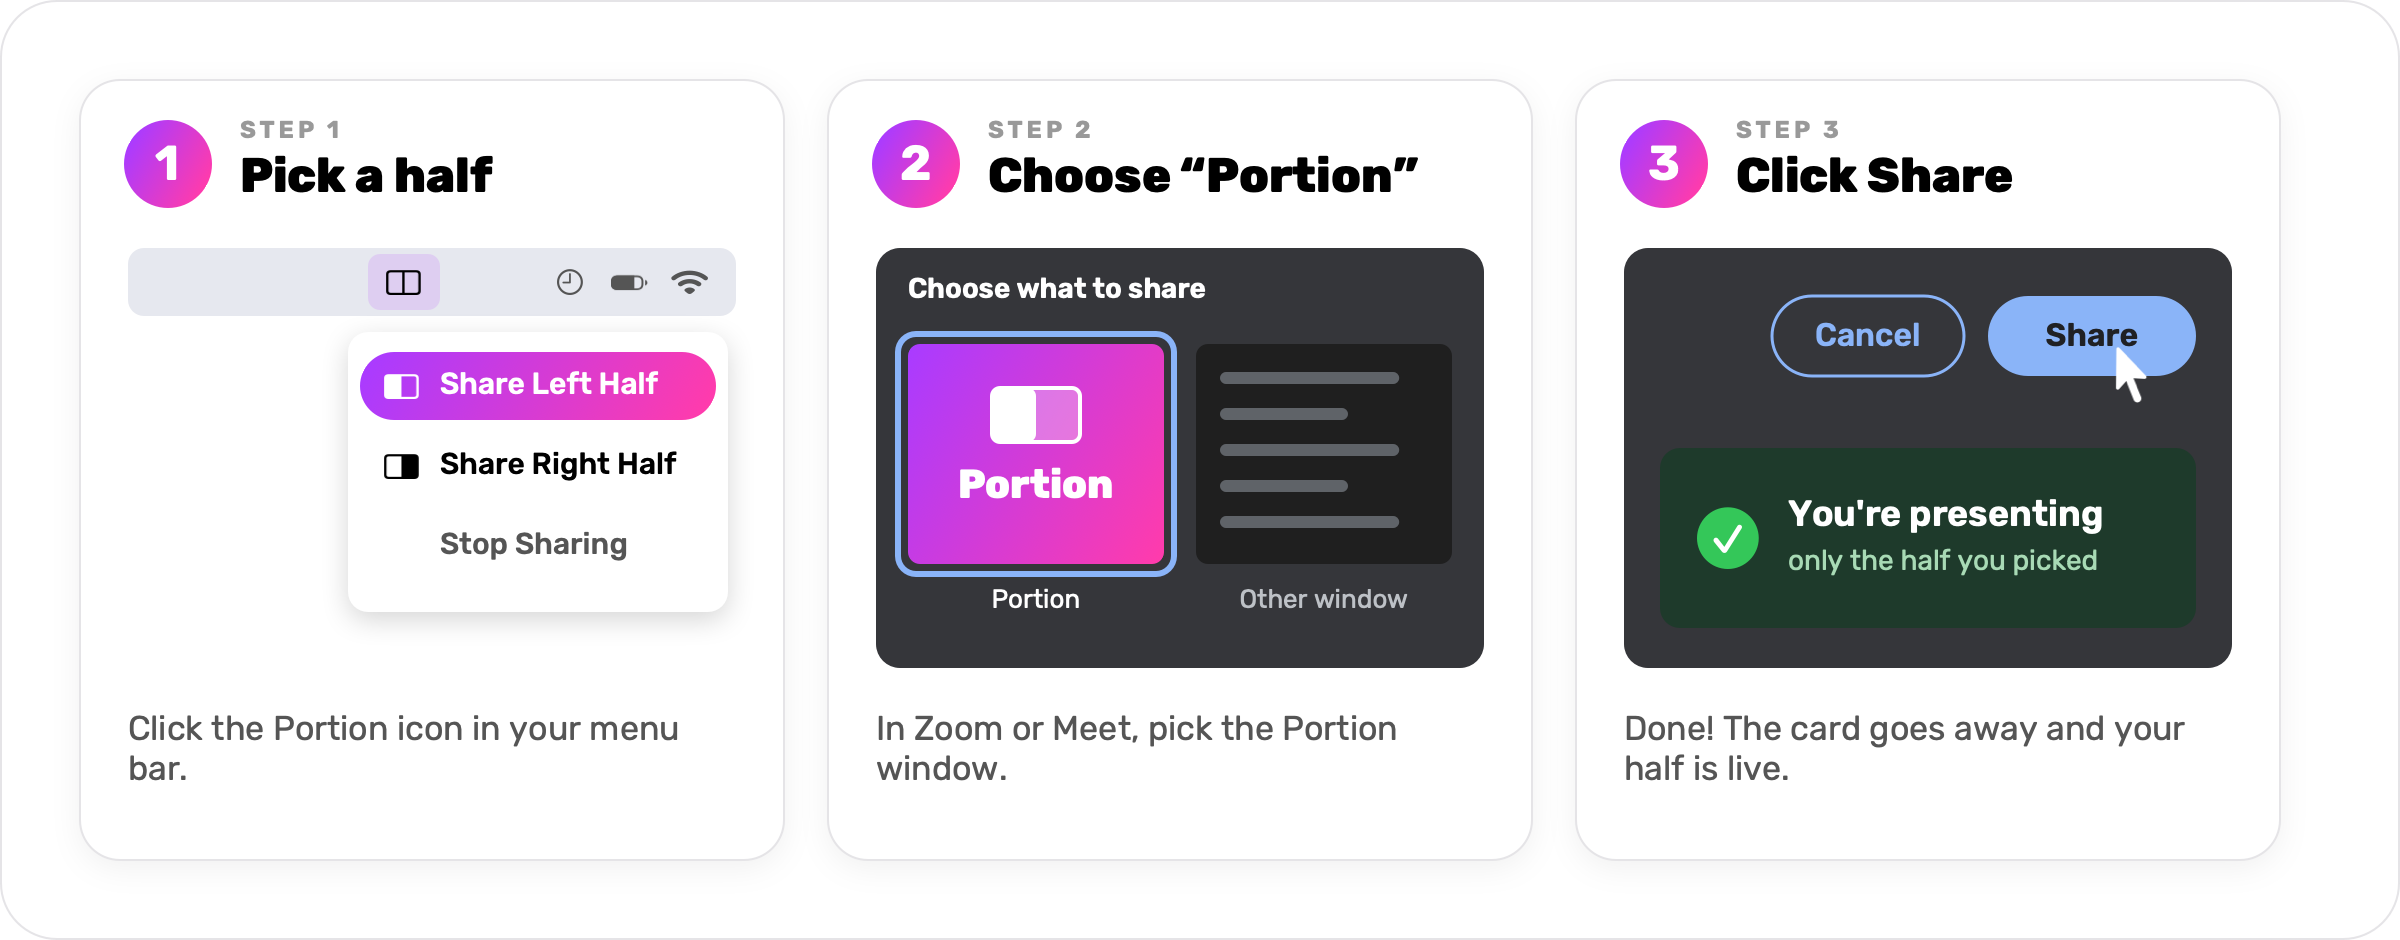 1
STEP 1
Pick a half
Share Left Half
Share Right Half
Stop Sharing
Click the Portion icon in your menu
bar.
2
STEP 2
Choose “Portion”
Choose what to share
Portion
Portion
Other window
In Zoom or Meet, pick the Portion
window.
3
STEP 3
Click Share
Cancel
Share
You're presenting
only the half you picked
Done! The card goes away and your
half is live.